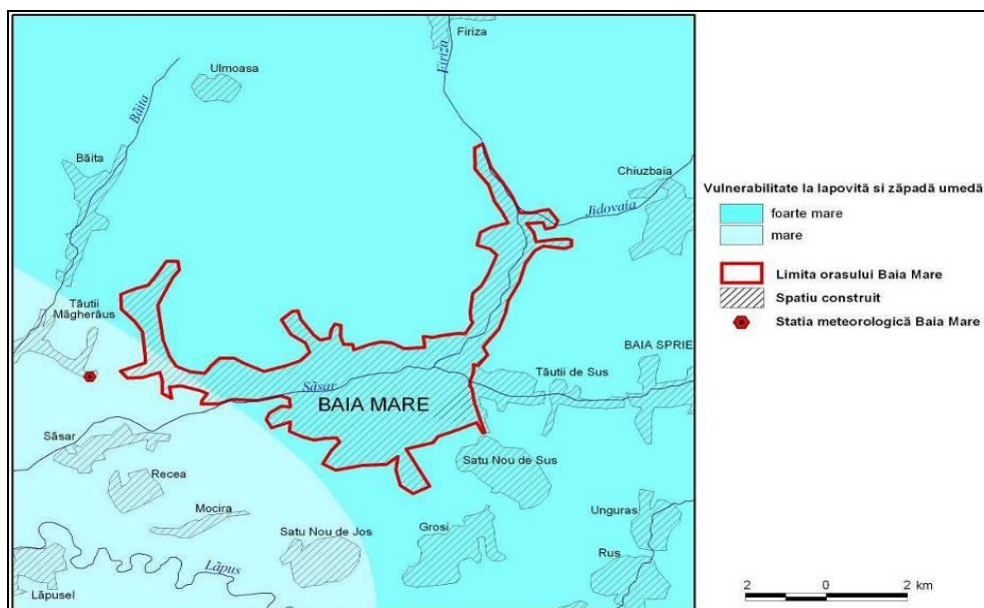 Firiza
Firiza
Ulmoasa
Băita
Băita
Chiuzbaia
Jidovaia
Tăutii
Măgherăus
BAIA SPRIE
Tăutii de Sus
Săsar
BAIA MARE
Săsar
Satu Nou de Sus
Recea
Mocira
Satu Nou de Jos
Grosi
Unguras
Rus
Lăpus
Lăpusel
Vulnerabilitate la lapovită si zăpadă umedă
foarte mare
mare
Limita orasului Baia Mare
Spatiu construit
Statia meteorologică Baia Mare
2 0 2 km